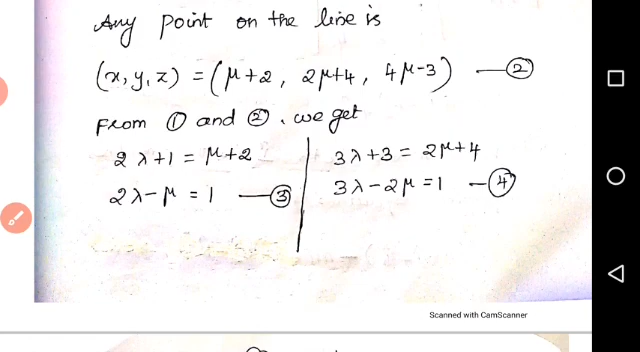 Any point on the line is
(x, y, z) = (μ+2, 2μ+4, 4μ-3) —②
From ① and ②, we get
2λ+1 = μ+2
3λ+3 = 2μ+4
2λ-μ = 1 —③
3λ-2μ = 1 —④
Scanned with CamScanner